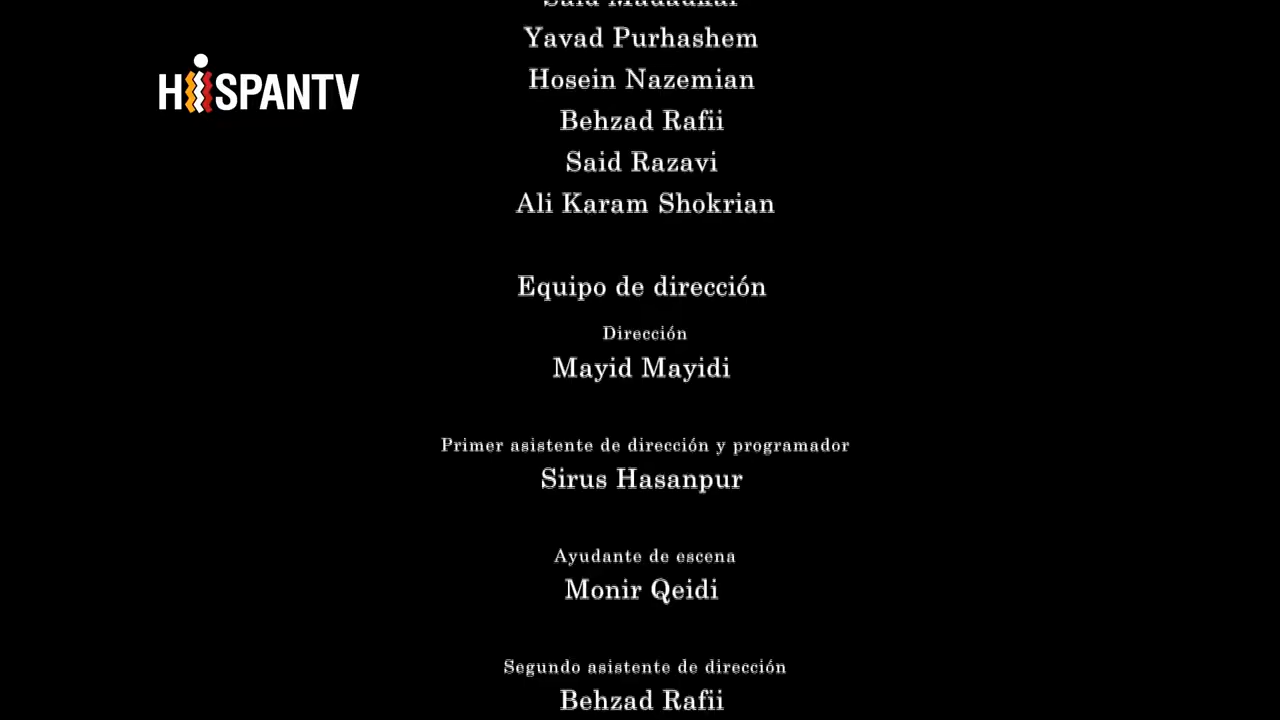 HISPANTV
Yavad Purhashem
Hosein Nazemian
Behzad Rafii
Said Razavi
Ali Karam Shokrian
Equipo de dirección
Dirección
Mayid Mayidi
Primer asistente de dirección y programador
Sirus Hasanpur
Ayudante de escena
Monir Qeidi
Segundo asistente de dirección
Behzad Rafii